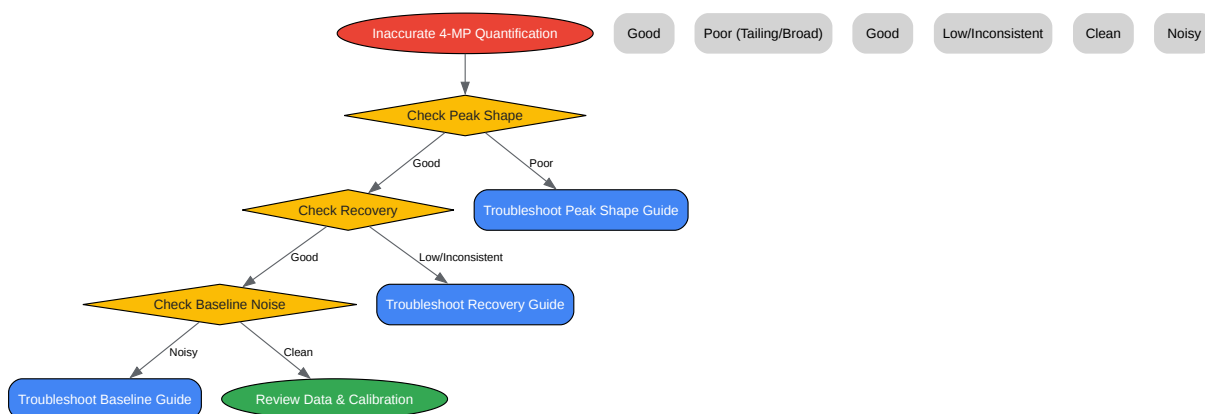 Inaccurate 4-MP Quantification
Good
Poor (Tailing/Broad)
Good
Low/Inconsistent
Clean
Noisy
Check Peak Shape
Good
Poor
Check Recovery
Troubleshoot Peak Shape Guide
Good
Low/Inconsistent
Check Baseline Noise
Troubleshoot Recovery Guide
Noisy
Clean
Troubleshoot Baseline Guide
Review Data & Calibration